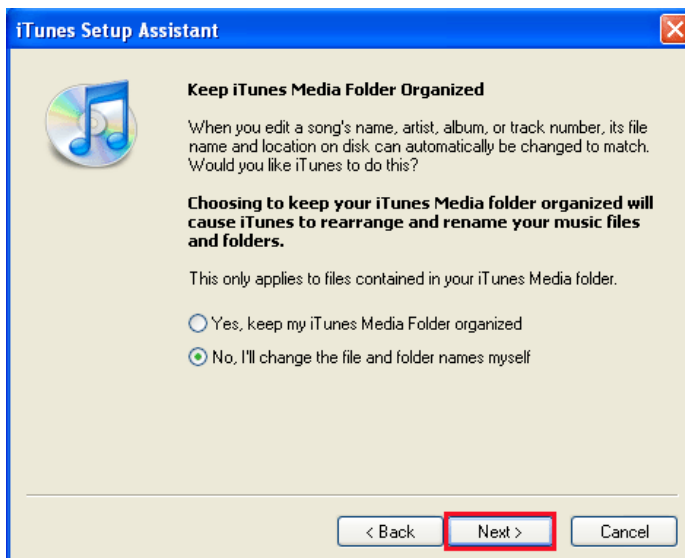 iTunes Setup Assistant
Keep iTunes Media Folder Organized
When you edit a song's name, artist, album, or track number, its file
name and location on disk can automatically be changed to match.
Would you like iTunes to do this?
Choosing to keep your iTunes Media folder organized will
cause iTunes to rearrange and rename your music files
and folders.
This only applies to files contained in your iTunes Media folder.
Yes, keep my iTunes Media Folder organized
No, I'll change the file and folder names myself
< Back Next > Cancel